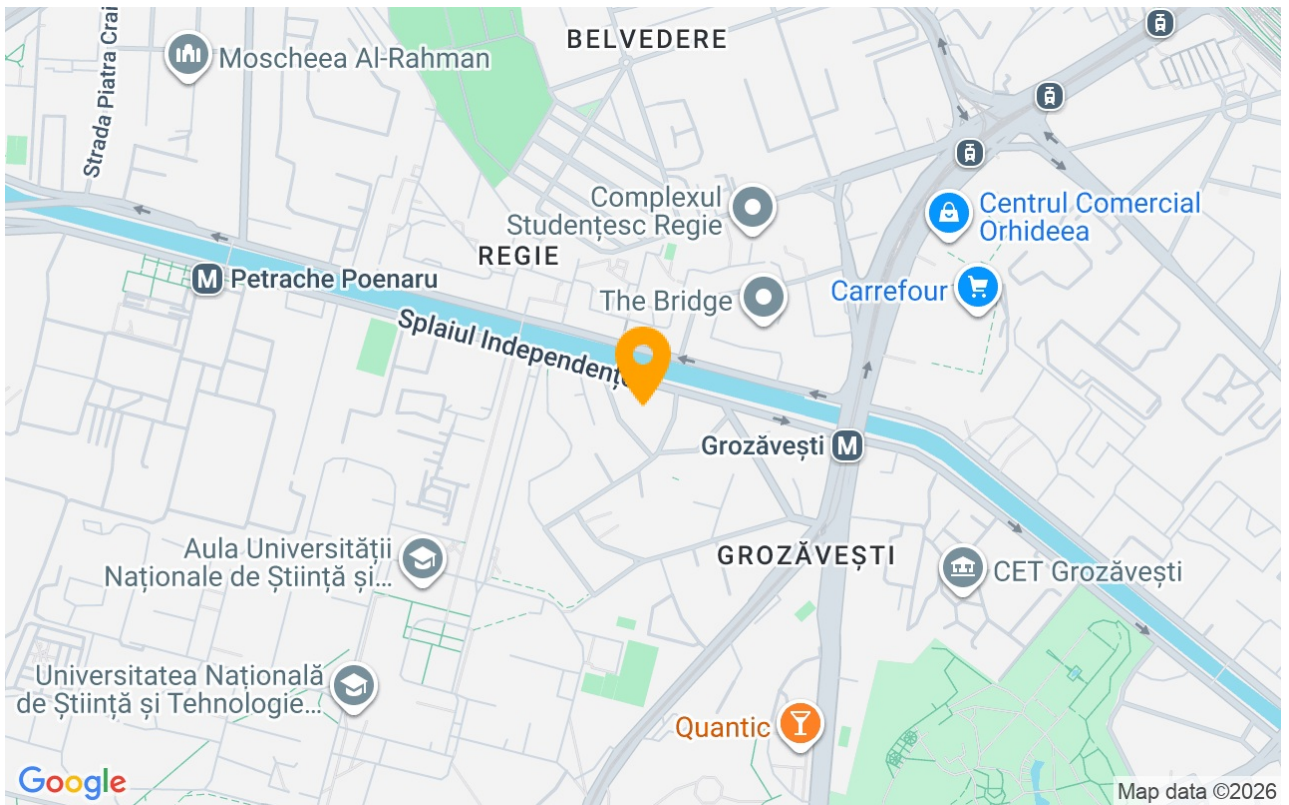 BELVEDERE
Moscheea Al-Rahman
Strada Piatra Crai
Complexul
Studențesc Regie
Centrul Comercial
Orhideea
REGIE
M Petrache Poenaru
The Bridge
Carrefour
Splaiul Independenț
Grozăvești M
Aula Universității
Naționale de Știință și...
GROZĂVEȘTI
CET Grozăvești
Universitatea Națională
de Știință și Tehnologie...
Quantic
Google
Map data ©2026